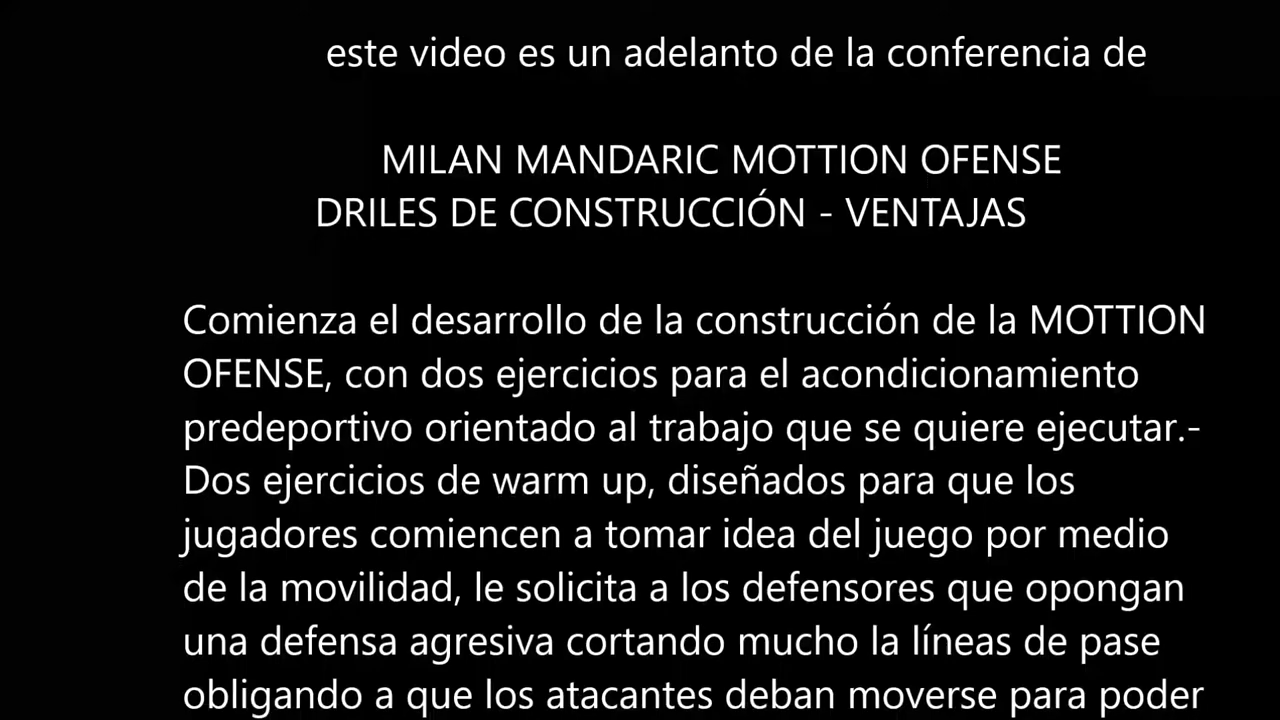 este video es un adelanto de la conferencia de
MILAN MANDARIC MOTTION OFENSE
DRILES DE CONSTRUCCIÓN - VENTAJAS
Comienza el desarrollo de la construcción de la MOTTION
OFENSE, con dos ejercicios para el acondicionamiento
predeportivo orientado al trabajo que se quiere ejecutar.-
Dos ejercicios de warm up, diseñados para que los
jugadores comiencen a tomar idea del juego por medio
de la movilidad, le solicita a los defensores que opongan
una defensa agresiva cortando mucho la líneas de pase
obligando a que los atacantes deban moverse para poder